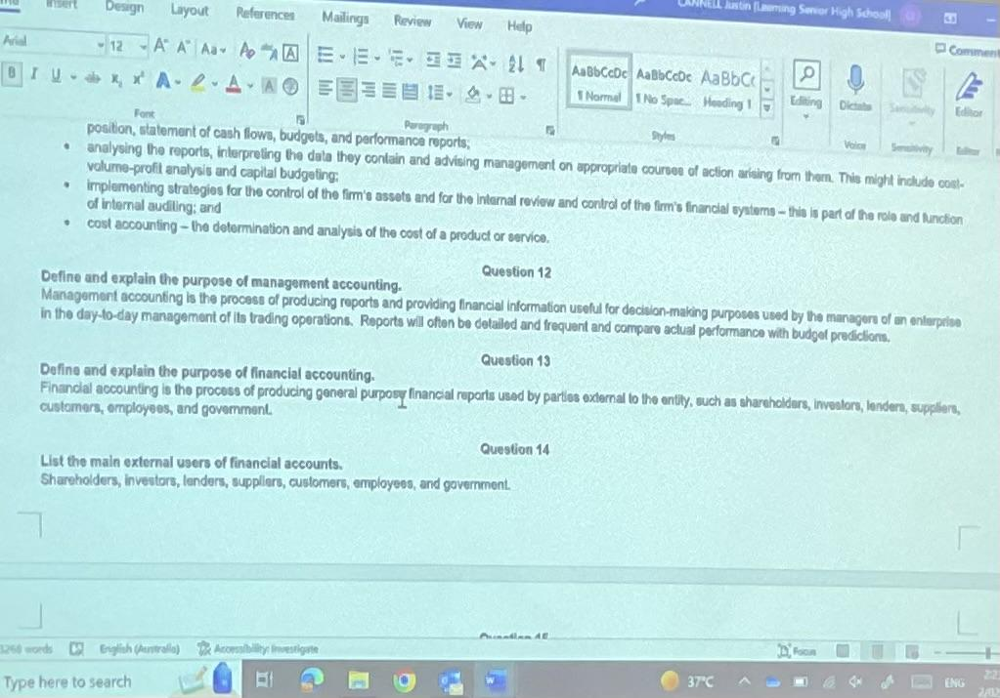 Insert Design Layout References Mailings Review View Help
CANNELL Justin [Leeming Senior High School]
Arial 12 Aa
Comment
AaBbCcDc AaBbCcDc AaBbC
¶ Normal ¶ No Spac... Heading 1
Editing Dictate Sensitivity Editor
Font Paragraph Styles Voice Sensitivity Editor
position, statement of cash flows, budgets, and performance reports;
• analysing the reports, interpreting the data they contain and advising management on appropriate courses of action arising from them. This might include cost-
volume-profit analysis and capital budgeting;
• implementing strategies for the control of the firm's assets and for the internal review and control of the firm's financial systems – this is part of the role and function
of internal auditing; and
• cost accounting – the determination and analysis of the cost of a product or service.
Question 12
Define and explain the purpose of management accounting.
Management accounting is the process of producing reports and providing financial information useful for decision-making purposes used by the managers of an enterprise
in the day-to-day management of its trading operations. Reports will often be detailed and frequent and compare actual performance with budget predictions.
Question 13
Define and explain the purpose of financial accounting.
Financial accounting is the process of producing general purpose financial reports used by parties external to the entity, such as shareholders, investors, lenders, suppliers,
customers, employees, and government.
Question 14
List the main external users of financial accounts.
Shareholders, investors, lenders, suppliers, customers, employees, and government.
3268 words English (Australia) Accessibility: Investigate Focus
Type here to search 37°C ENG